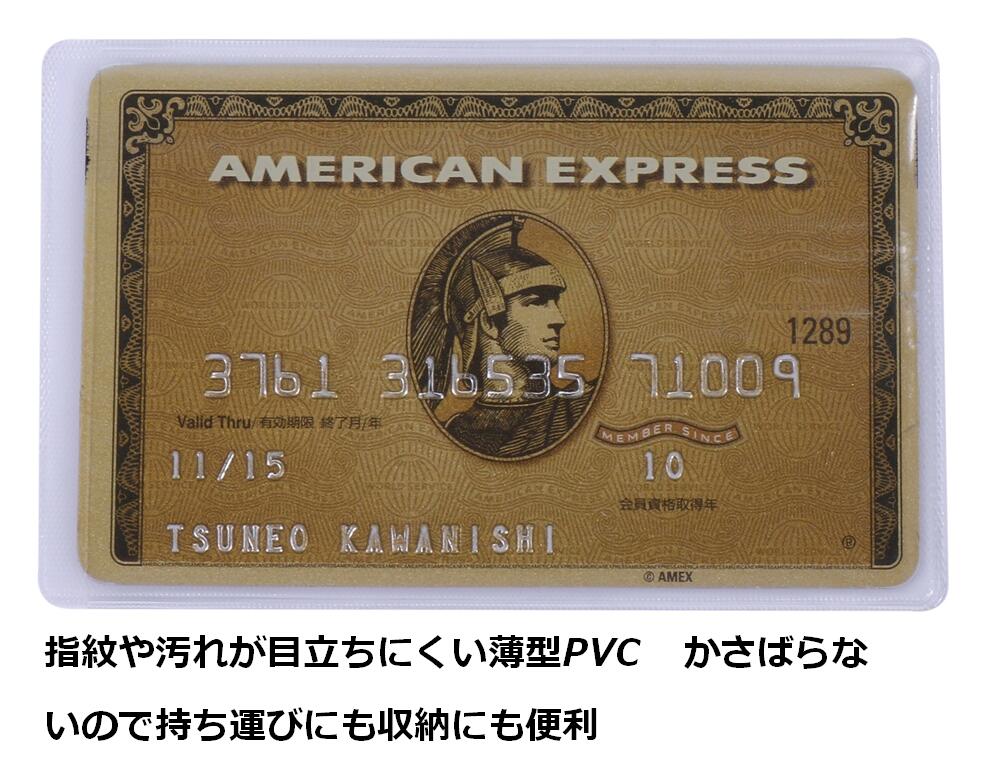 AMERICAN EXPRESS
1289
3761 316535 71009
Valid Thru/有効期限 終了月/年
MEMBER SINCE
11/15 10
会員資格取得年
TSUNEO KAWANISHI
®
© AMEX
指紋や汚れが目立ちにくい薄型PVC かさばらな
いので持ち運びにも収納にも便利